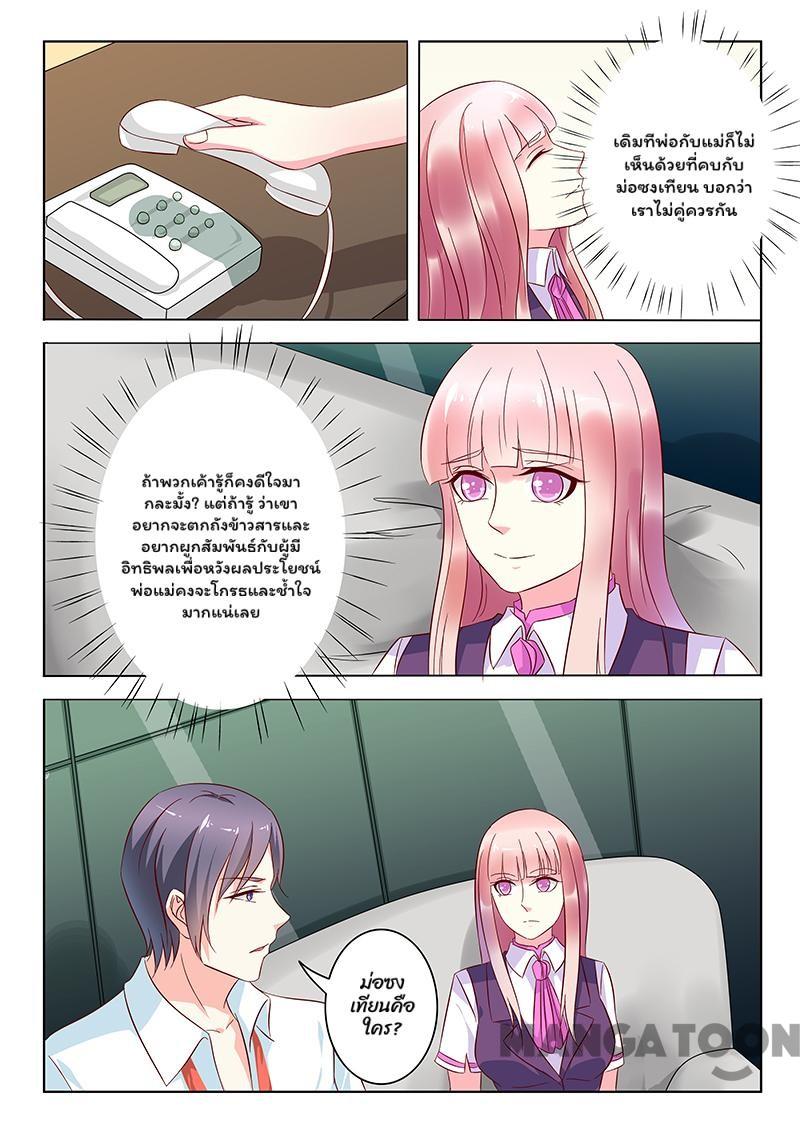 เดิมทีพ่อกับแม่ก็ไม่
เห็นด้วยที่คบกับ
ม่อซงเทียน บอกว่า
เราไม่คู่ควรกัน
ถ้าพวกเค้ารู้ก็คงดีใจมา
กละมั้ง? แต่ถ้ารู้ ว่าเขา
อยากจะตกถังข้าวสารและ
อยากผูกสัมพันธ์กับผู้มี
อิทธิพลเพื่อหวังผลประโยชน์
พ่อแม่คงจะโกรธและช้ำใจ
มากแน่เลย
ม่อซง
เทียนคือ
ใคร?
MANGATOON